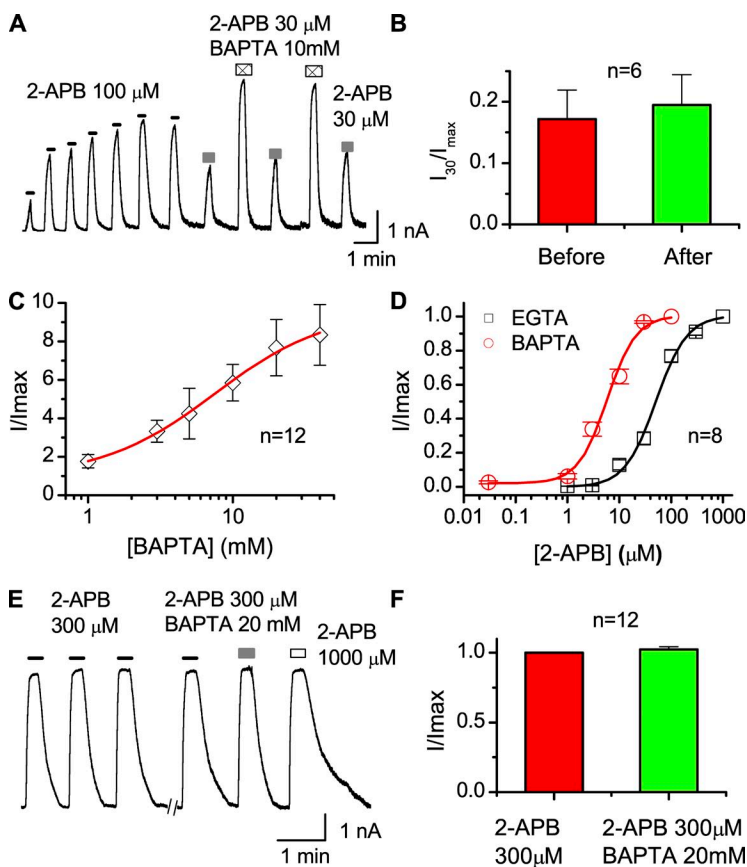 A
2-APB 30 μM
BAPTA 10mM
2-APB 100 μM
2-APB
30 μM
1 nA
1 min
B
n=6
I30/Imax
0.2
0.1
0.0
Before
After
C
I/Imax
10
8
6
4
2
0
n=12
1
10
[BAPTA] (mM)
D
I/Imax
1.0
0.8
0.6
0.4
0.2
0.0
EGTA
BAPTA
n=8
0.01
0.1
1
10
100
1000
[2-APB] (μM)
E
2-APB
300 μM
2-APB 300 μM
BAPTA 20 mM
2-APB
1000 μM
1 nA
1 min
F
n=12
I/Imax
1.0
0.5
0.0
2-APB
300μM
2-APB 300μM
BAPTA 20mM